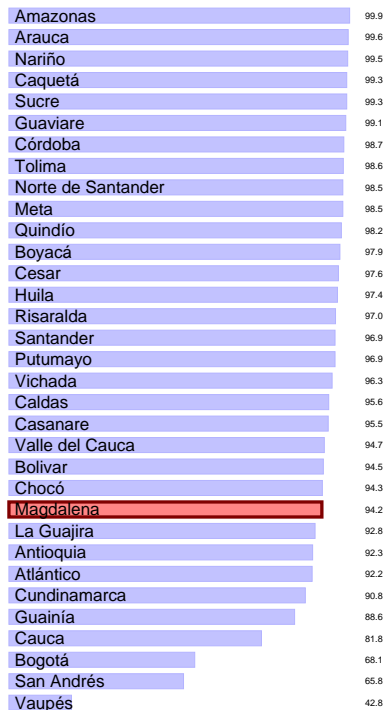 Amazonas 99.9
Arauca 99.6
Nariño 99.5
Caquetá 99.3
Sucre 99.3
Guaviare 99.1
Córdoba 98.7
Tolima 98.6
Norte de Santander 98.5
Meta 98.5
Quindío 98.2
Boyacá 97.9
Cesar 97.6
Huila 97.4
Risaralda 97.0
Santander 96.9
Putumayo 96.9
Vichada 96.3
Caldas 95.6
Casanare 95.5
Valle del Cauca 94.7
Bolivar 94.5
Chocó 94.3
Magdalena 94.2
La Guajira 92.8
Antioquia 92.3
Atlántico 92.2
Cundinamarca 90.8
Guainía 88.6
Cauca 81.8
Bogotá 68.1
San Andrés 65.8
Vaupés 42.8